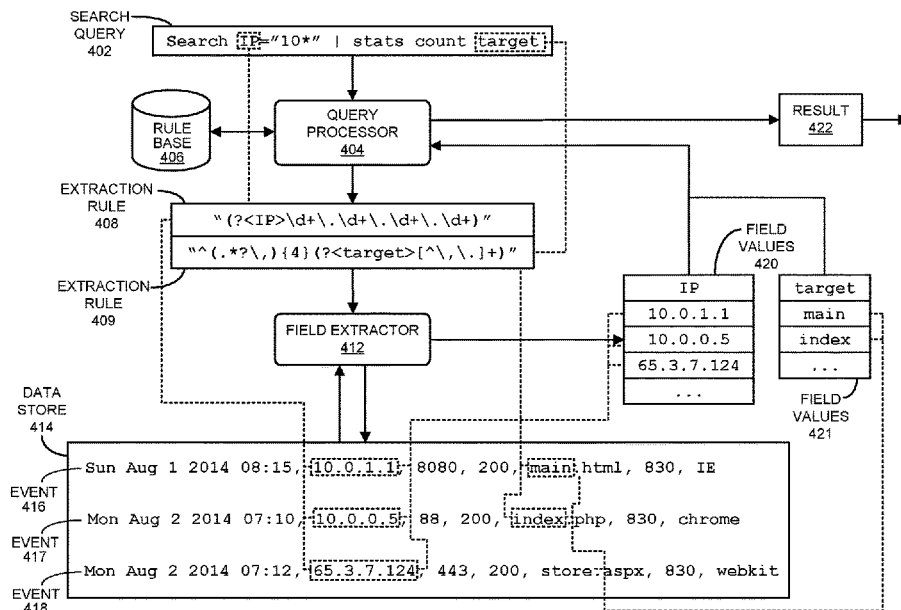 SEARCH
QUERY
402
Search IP="10*" | stats count target
RULE
BASE
406
QUERY
PROCESSOR
404
RESULT
422
EXTRACTION
RULE
408
"(?<IP>\d+\.\d+\.\d+\.\d+)"
"^(.*?\,){4}(?<target>[^\,\.]+)"
EXTRACTION
RULE
409
FIELD EXTRACTOR
412
FIELD
VALUES
420
IP
10.0.1.1
10.0.0.5
65.3.7.124
...
target
main
index
...
FIELD
VALUES
421
DATA
STORE
414
Sun Aug 1 2014 08:15, 10.0.1.1, 8080, 200, main.html, 830, IE
EVENT
416
Mon Aug 2 2014 07:10, 10.0.0.5, 88, 200, index.php, 830, chrome
EVENT
417
Mon Aug 2 2014 07:12, 65.3.7.124, 443, 200, store.aspx, 830, webkit
EVENT
418